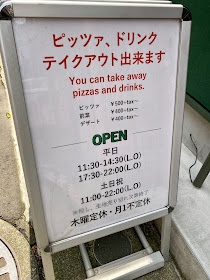 ピッツァ、ドリンク
テイクアウト出来ます
You can take away
pizzas and drinks.
ピッツァ ￥500+tax〜
前菜 ￥400+tax〜
デザート ￥400+tax〜
OPEN
平日
11:30-14:30(L.O)
17:30-22:00(L.O)
土日祝
11:00-22:00(L.O)
木曜定休・月1不定休